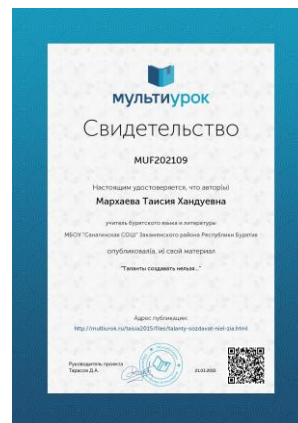 мультиурок
Свидетельство
MUF202109
Настоящим удостоверяется, что автор(ы)
Мархаева Таисия Хандуевна
учитель бурятского языка и литературы
МБОУ "Санагинская СОШ" Закаменского района Республики Бурятия
опубликовал(а, и) свой материал
"Таланты создавать нельзя..."
Адрес публикации:
http://multiurok.ru/tasia2015/files/talanty-sozdavat-niel-zia.html
Руководитель проекта
Тарасов Д.А.